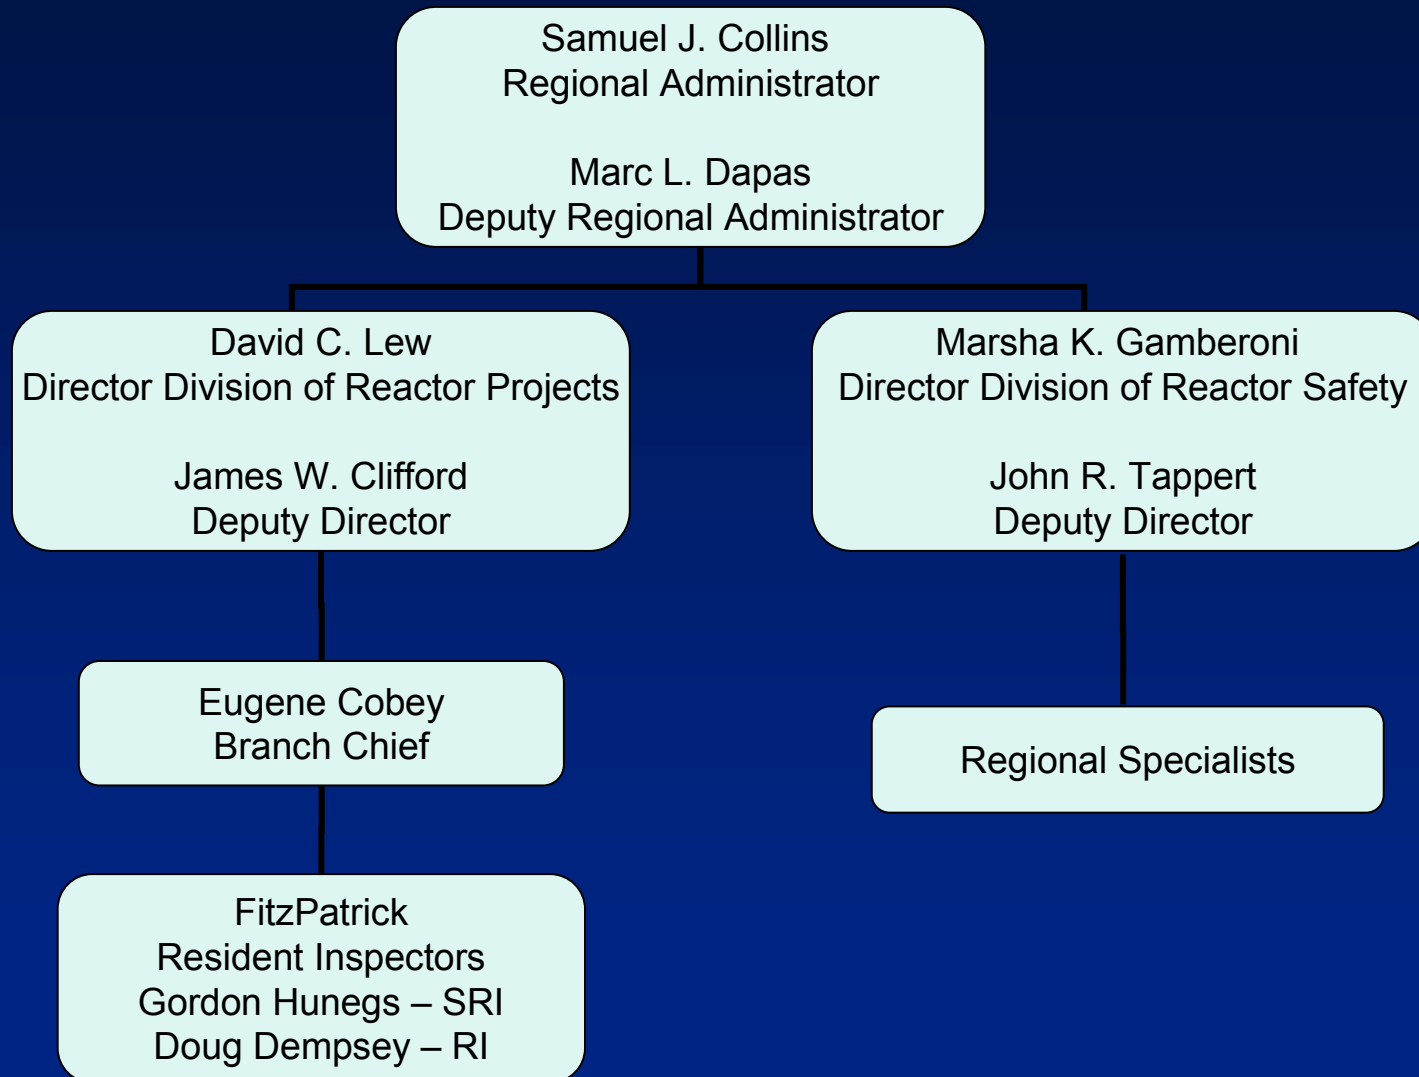 Samuel J. Collins
Regional Administrator
Marc L. Dapas
Deputy Regional Administrator
David C. Lew
Director Division of Reactor Projects
James W. Clifford
Deputy Director
Marsha K. Gamberoni
Director Division of Reactor Safety
John R. Tappert
Deputy Director
Eugene Cobey
Branch Chief
Regional Specialists
FitzPatrick
Resident Inspectors
Gordon Hunegs – SRI
Doug Dempsey – RI